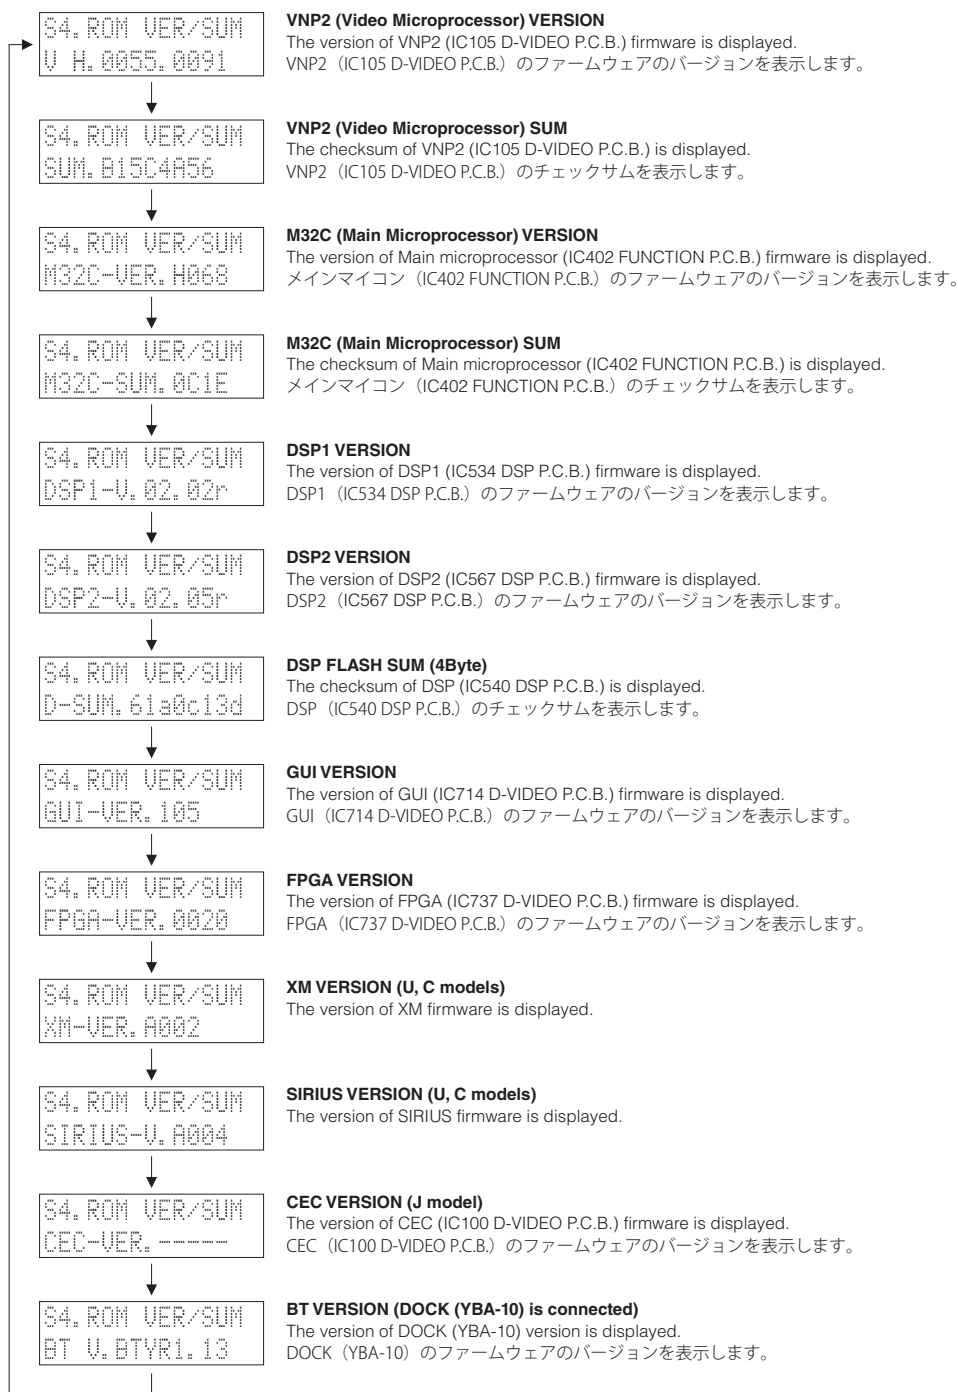 S4.ROM VER/SUM
V H.0055.0091
VNP2 (Video Microprocessor) VERSION
The version of VNP2 (IC105 D-VIDEO P.C.B.) firmware is displayed.
VNP2（IC105 D-VIDEO P.C.B.）のファームウェアのバージョンを表示します。
S4.ROM VER/SUM
SUM.B15C4A56
VNP2 (Video Microprocessor) SUM
The checksum of VNP2 (IC105 D-VIDEO P.C.B.) is displayed.
VNP2（IC105 D-VIDEO P.C.B.）のチェックサムを表示します。
S4.ROM VER/SUM
M32C-VER.H068
M32C (Main Microprocessor) VERSION
The version of Main microprocessor (IC402 FUNCTION P.C.B.) firmware is displayed.
メインマイコン（IC402 FUNCTION P.C.B.）のファームウェアのバージョンを表示します。
S4.ROM VER/SUM
M32C-SUM.0C1E
M32C (Main Microprocessor) SUM
The checksum of Main microprocessor (IC402 FUNCTION P.C.B.) is displayed.
メインマイコン（IC402 FUNCTION P.C.B.）のチェックサムを表示します。
S4.ROM VER/SUM
DSP1-V.02.02r
DSP1 VERSION
The version of DSP1 (IC534 DSP P.C.B.) firmware is displayed.
DSP1（IC534 DSP P.C.B.）のファームウェアのバージョンを表示します。
S4.ROM VER/SUM
DSP2-V.02.05r
DSP2 VERSION
The version of DSP2 (IC567 DSP P.C.B.) firmware is displayed.
DSP2（IC567 DSP P.C.B.）のファームウェアのバージョンを表示します。
S4.ROM VER/SUM
D-SUM.61a0c13d
DSP FLASH SUM (4Byte)
The checksum of DSP (IC540 DSP P.C.B.) is displayed.
DSP（IC540 DSP P.C.B.）のチェックサムを表示します。
S4.ROM VER/SUM
GUI-VER.105
GUI VERSION
The version of GUI (IC714 D-VIDEO P.C.B.) firmware is displayed.
GUI（IC714 D-VIDEO P.C.B.）のファームウェアのバージョンを表示します。
S4.ROM VER/SUM
FPGA-VER.0020
FPGA VERSION
The version of FPGA (IC737 D-VIDEO P.C.B.) firmware is displayed.
FPGA（IC737 D-VIDEO P.C.B.）のファームウェアのバージョンを表示します。
S4.ROM VER/SUM
XM-VER.A002
XM VERSION (U, C models)
The version of XM firmware is displayed.
S4.ROM VER/SUM
SIRIUS-V.A004
SIRIUS VERSION (U, C models)
The version of SIRIUS firmware is displayed.
S4.ROM VER/SUM
CEC-VER.-----
CEC VERSION (J model)
The version of CEC (IC100 D-VIDEO P.C.B.) firmware is displayed.
CEC（IC100 D-VIDEO P.C.B.）のファームウェアのバージョンを表示します。
S4.ROM VER/SUM
BT V.BTYR1.13
BT VERSION (DOCK (YBA-10) is connected)
The version of DOCK (YBA-10) version is displayed.
DOCK（YBA-10）のファームウェアのバージョンを表示します。